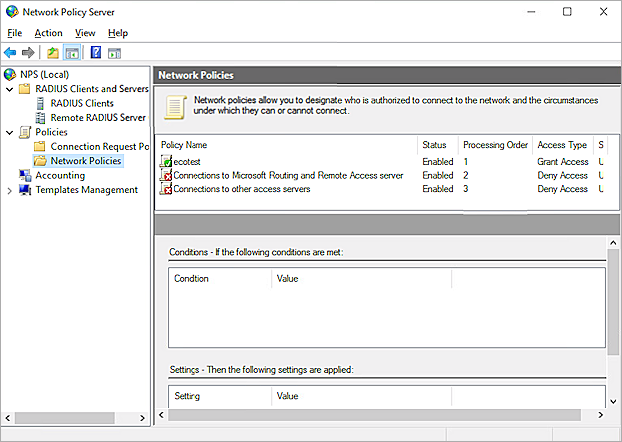 Network Policy Server
File Action View Help
NPS (Local)
RADIUS Clients and Servers
RADIUS Clients
Remote RADIUS Server
Policies
Connection Request Po
Network Policies
Accounting
Templates Management
Network Policies
Network policies allow you to designate who is authorized to connect to the network and the circumstances
under which they can or cannot connect.
Policy Name Status Processing Order Access Type S
ecotest Enabled 1 Grant Access U
Connections to Microsoft Routing and Remote Access server Enabled 2 Deny Access U
Connections to other access servers Enabled 3 Deny Access U
Conditions - If the following conditions are met:
Condtion Value
Settings - Then the following settings are applied:
Setting Value